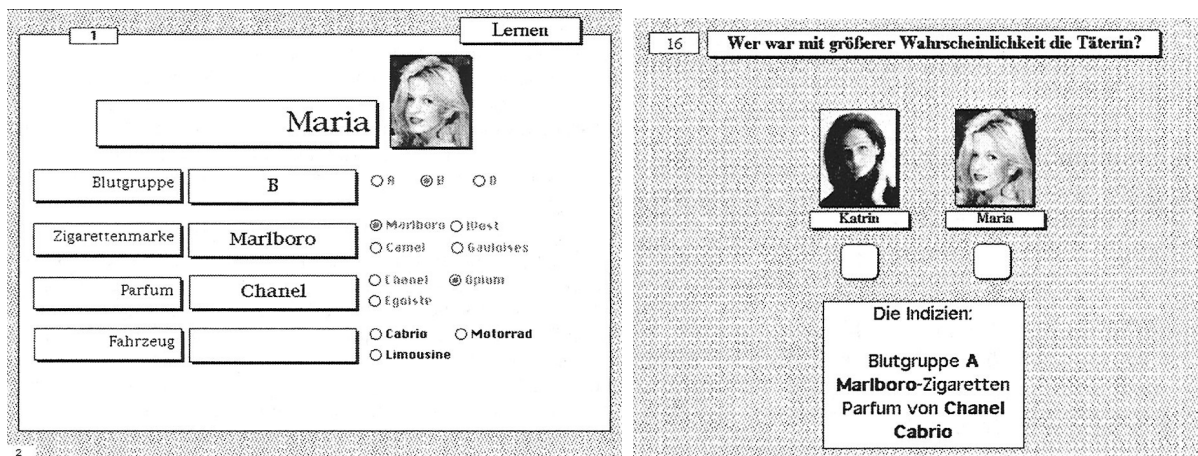 1
Lernen
Maria
Blutgruppe B A B 0
Zigarettenmarke Marlboro Marlboro West
Camel Gauloises
Parfum Chanel Chanel Opium
Egoiste
Fahrzeug Cabrio Motorrad
Limousine
2
16 Wer war mit größerer Wahrscheinlichkeit die Täterin?
Katrin Maria
Die Indizien:
Blutgruppe A
Marlboro-Zigaretten
Parfum von Chanel
Cabrio